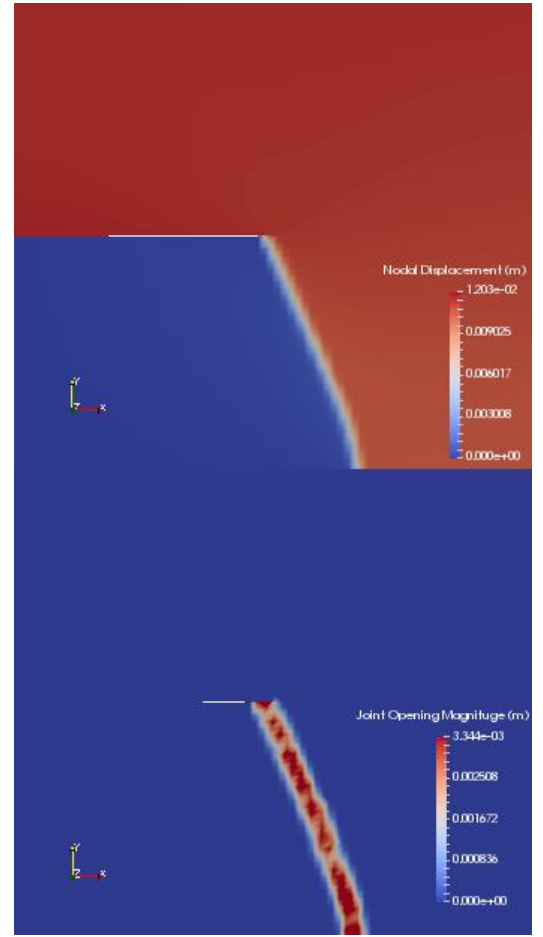 Nodal Displacement (m)
1.203e-02
0.009025
0.006017
0.003008
0.000e+00
Y
Z X
Joint Opening Magnituge (m)
3.344e-03
0.002508
0.001672
0.000836
0.000e+00
Y
Z X